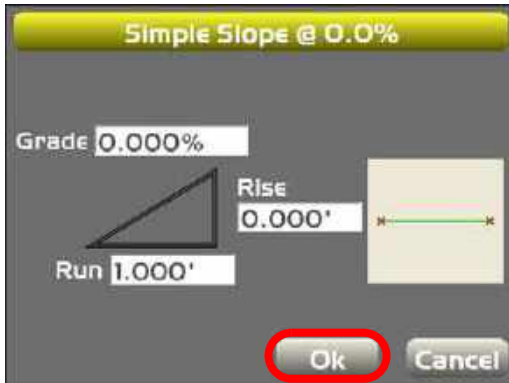 Simple Slope @ 0.0%
Grade 0.000%
Rise
0.000'
Run 1.000'
Ok Cancel